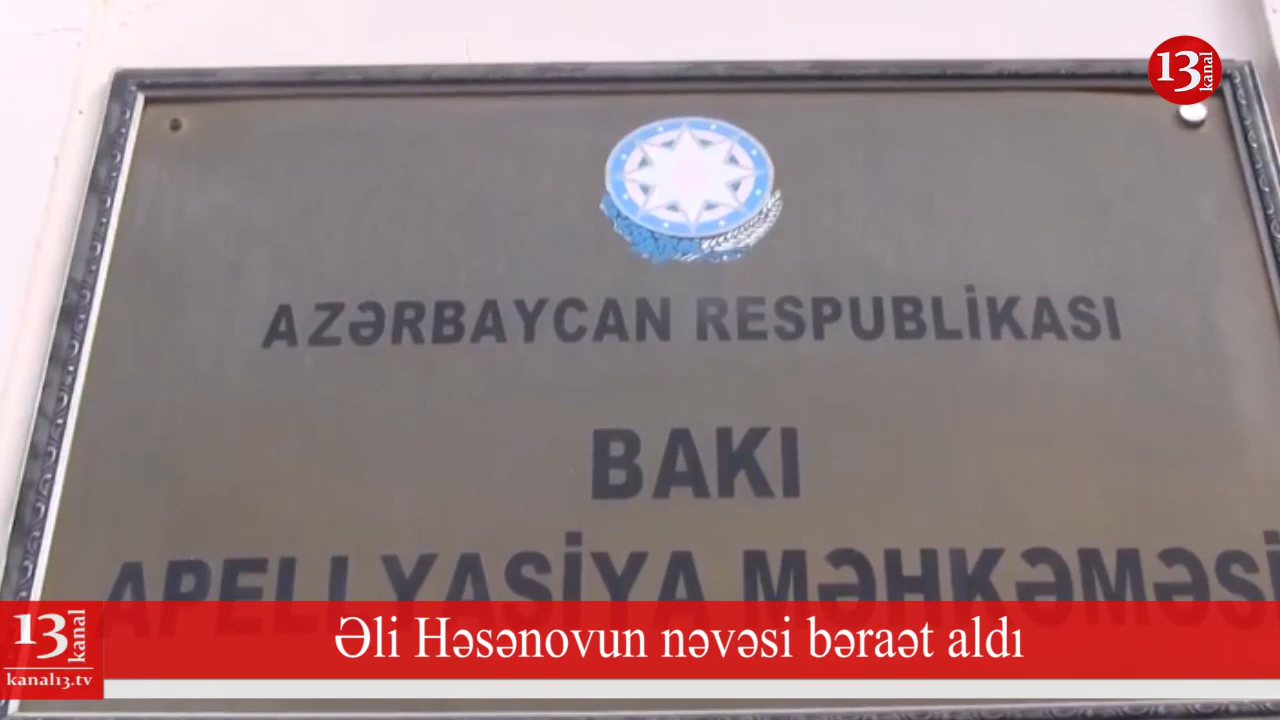 13 kanal
AZƏRBAYCAN RESPUBLİKASI
BAKI
APELLYASİYA MƏHKƏMƏSİ
13 kanal
kanal13.tv
Əli Həsənovun nəvəsi bəraət aldı